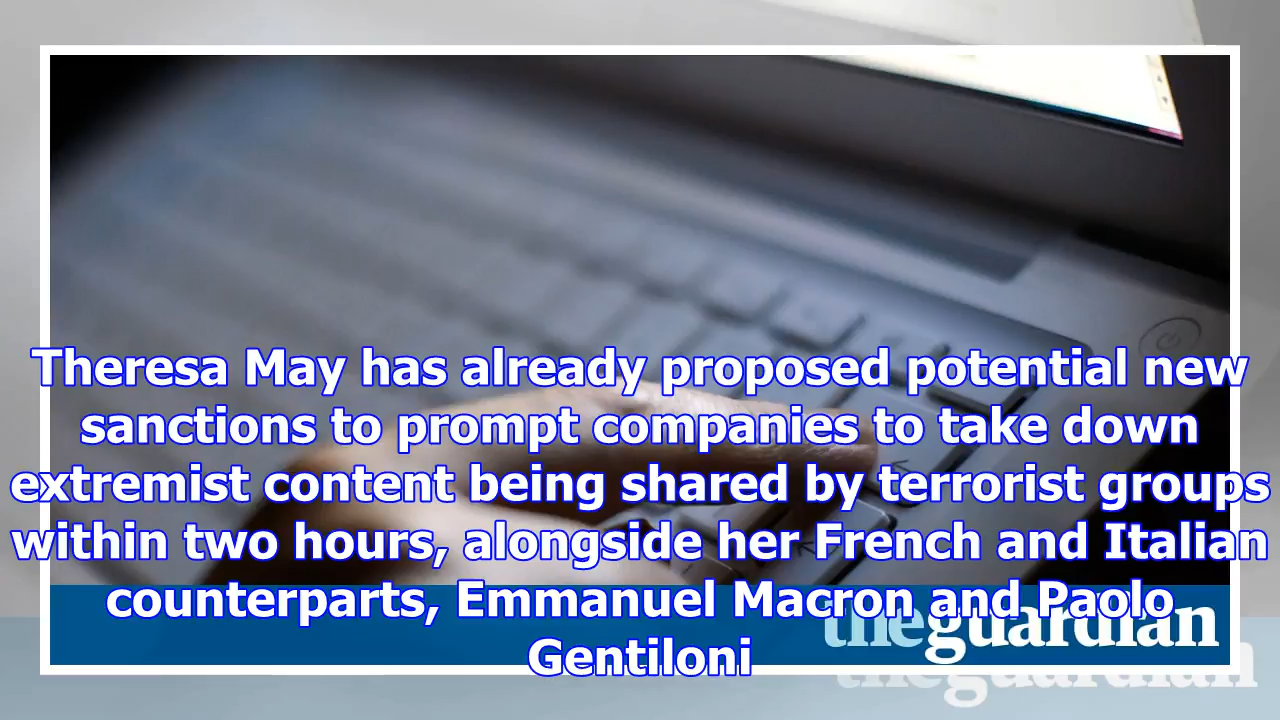 Theresa May has already proposed potential new
sanctions to prompt companies to take down
extremist content being shared by terrorist groups
within two hours, alongside her French and Italian
counterparts, Emmanuel Macron and Paolo
Gentiloni
theguardian
theguardian